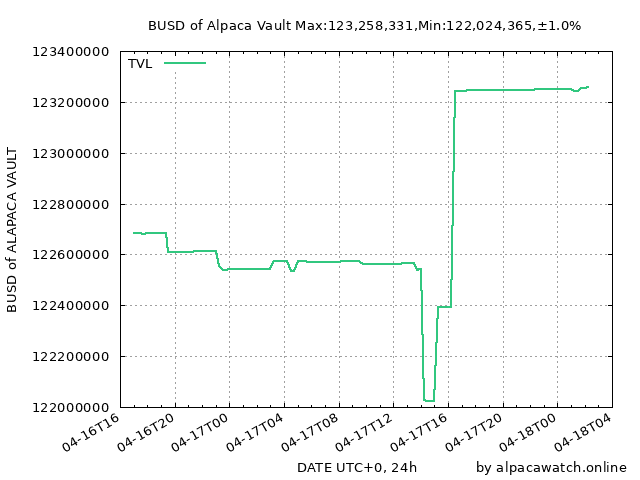 BUSD of Alpaca Vault Max:123,258,331,Min:122,024,365,±1.0%
TVL
123400000
123200000
123000000
122800000
122600000
122400000
122200000
122000000
BUSD of ALAPACA VAULT
04-16T16
04-16T20
04-17T00
04-17T04
04-17T08
04-17T12
04-17T16
04-17T20
04-18T00
04-18T04
DATE UTC+0, 24h
by alpacawatch.online